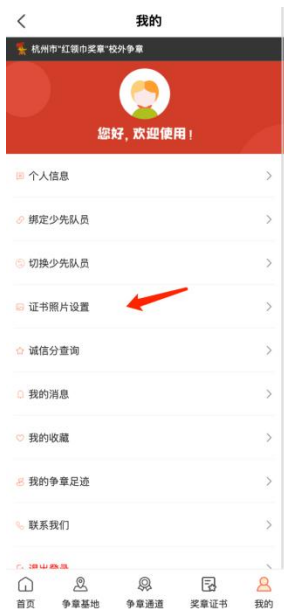 我的
杭州市"红领巾奖章"校外争章
您好，欢迎使用！
个人信息
绑定少先队员
切换少先队员
证书照片设置
诚信分查询
我的消息
我的收藏
我的争章足迹
联系我们
退出登录
首页 争章基地 争章通道 奖章证书 我的